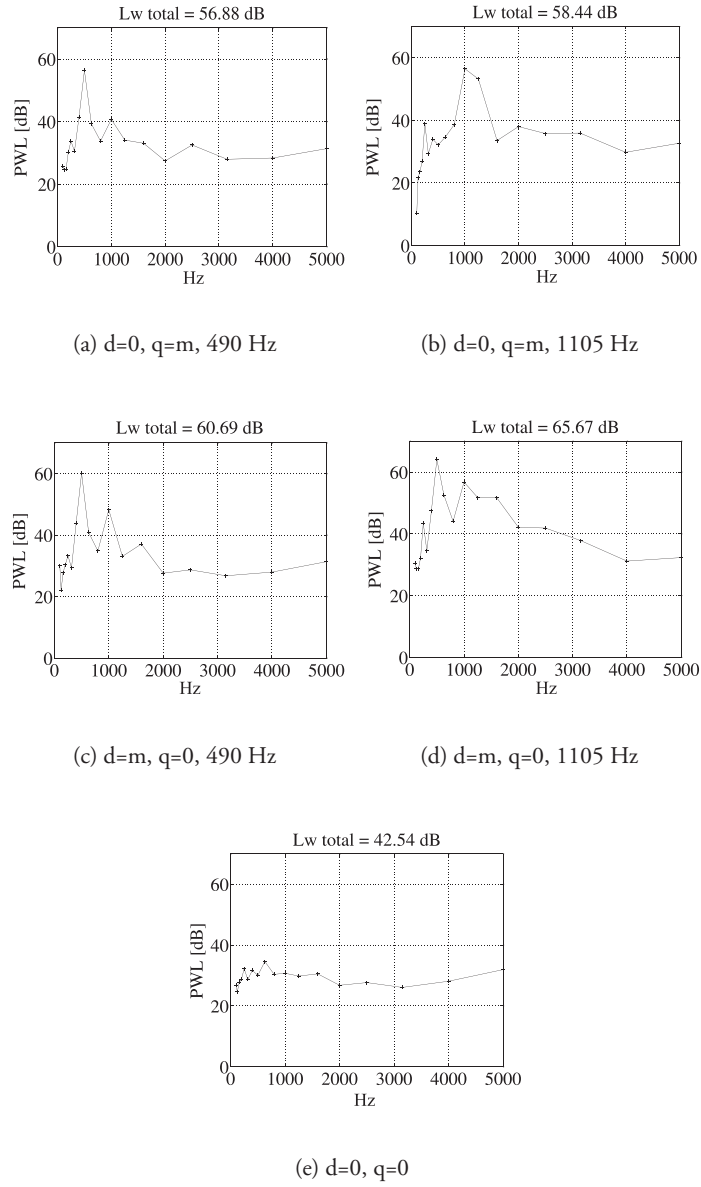 Lw total = 56.88 dB
Lw total = 58.44 dB
PWL [dB]
60
40
20
0
0 1000 2000 3000 4000 5000
Hz
PWL [dB]
60
40
20
0
0 1000 2000 3000 4000 5000
Hz
(a) d=0, q=m, 490 Hz
(b) d=0, q=m, 1105 Hz
Lw total = 60.69 dB
Lw total = 65.67 dB
PWL [dB]
60
40
20
0
0 1000 2000 3000 4000 5000
Hz
PWL [dB]
60
40
20
0
0 1000 2000 3000 4000 5000
Hz
(c) d=m, q=0, 490 Hz
(d) d=m, q=0, 1105 Hz
Lw total = 42.54 dB
PWL [dB]
60
40
20
0
0 1000 2000 3000 4000 5000
Hz
(e) d=0, q=0